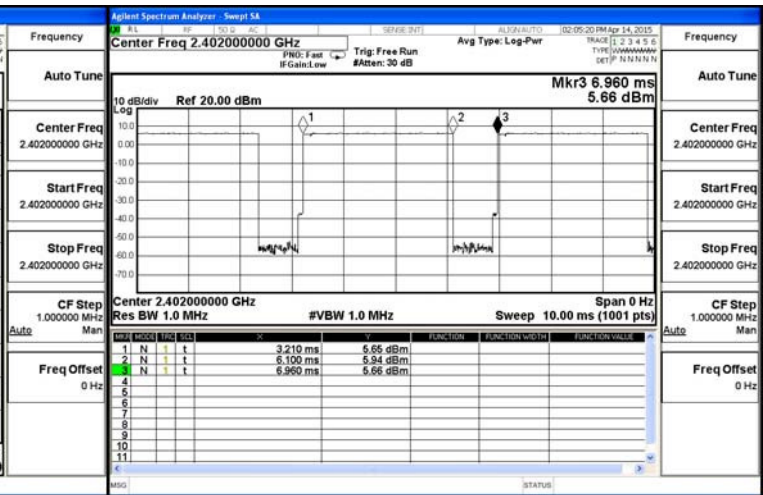 Agilent Spectrum Analyzer - Swept SA
RL RF 50 Ω AC SENSE:INT ALIGNAUTO 02:05:20 PM Apr 14, 2015
Center Freq 2.402000000 GHz
PNO: Fast
IFGain:Low
Trig: Free Run
#Atten: 30 dB
Avg Type: Log-Pwr
TRACE 1 2 3 4 5 6
TYPE
DET P N N N N N
Mkr3 6.960 ms
5.66 dBm
10 dB/div Ref 20.00 dBm
Log
10.0
0.00
-10.0
-20.0
-30.0
-40.0
-50.0
-60.0
-70.0
1
2
3
Center 2.402000000 GHz Span 0 Hz
Res BW 1.0 MHz #VBW 1.0 MHz Sweep 10.00 ms (1001 pts)
MKR MODE TRC SCL X Y FUNCTION FUNCTION WIDTH FUNCTION VALUE
1 N 1 t 3.210 ms 5.65 dBm
2 N 1 t 6.100 ms 5.94 dBm
3 N 1 t 6.960 ms 5.66 dBm
4
5
6
7
8
9
10
11
MSG STATUS
Frequency
Auto Tune
Center Freq
2.402000000 GHz
Start Freq
2.402000000 GHz
Stop Freq
2.402000000 GHz
CF Step
1.000000 MHz
Auto Man
Freq Offset
0 Hz
Frequency
Auto Tune
Center Freq
2.402000000 GHz
Start Freq
2.402000000 GHz
Stop Freq
2.402000000 GHz
CF Step
1.000000 MHz
Auto Man
Freq Offset
0 Hz